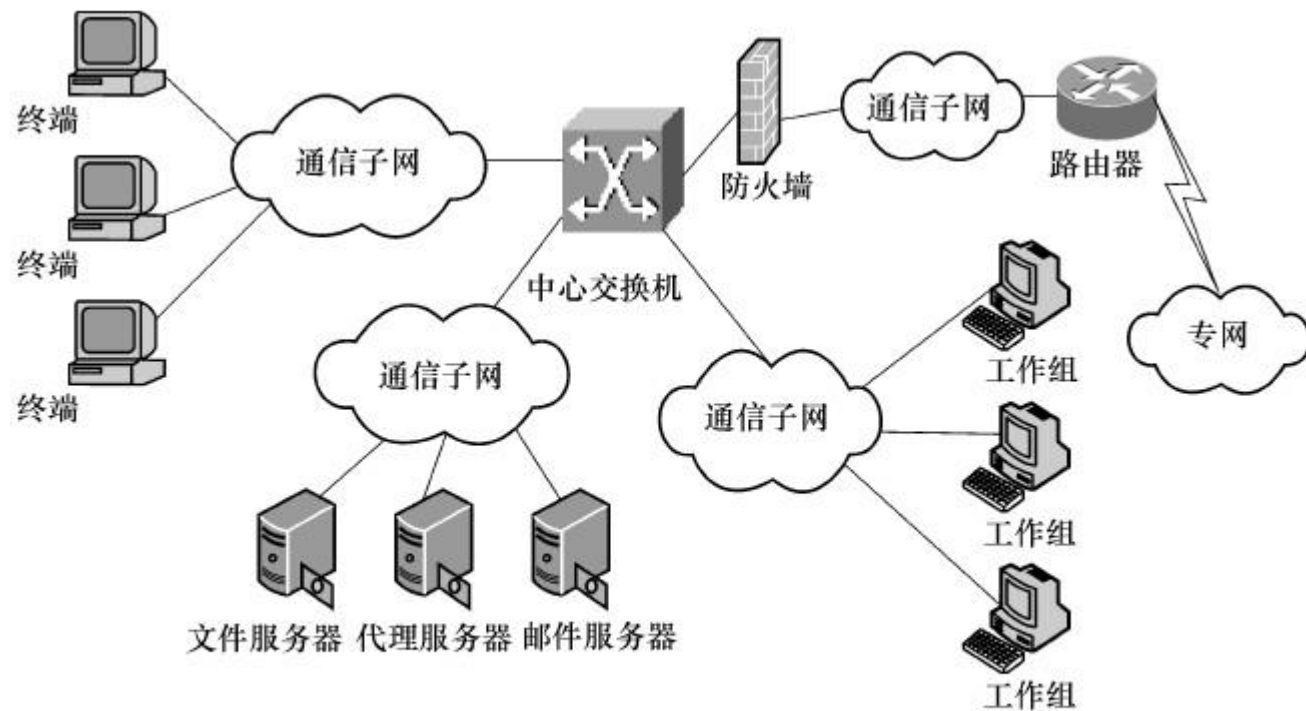 终端
通信子网
通信子网
防火墙
路由器
终端
中心交换机
终端
通信子网
通信子网
工作组
专网
工作组
文件服务器
代理服务器
邮件服务器
工作组